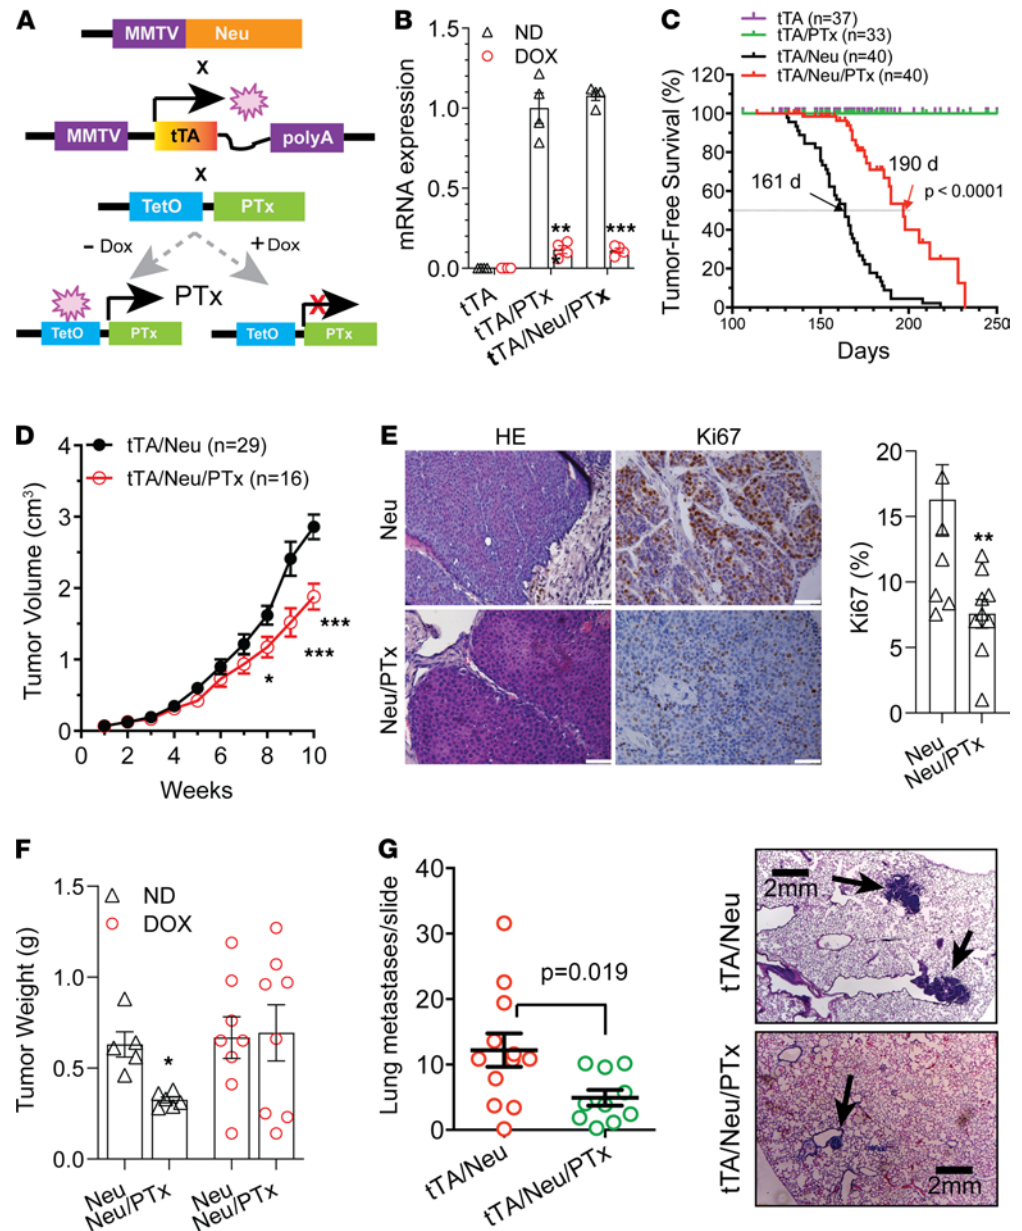 A
MMTV Neu
X
MMTV tTA polyA
X
TetO PTx
– Dox + Dox
PTx
X
TetO PTx TetO PTx
B
ND
DOX
mRNA expression
1.5
1.0
0.5
0.0
**
*
***
tTA
tTA/PTx
tTA/Neu/PTx
C
tTA (n=37)
tTA/PTx (n=33)
tTA/Neu (n=40)
tTA/Neu/PTx (n=40)
Tumor-Free Survival (%)
120
100
80
60
40
20
0
161 d
190 d
p < 0.0001
100 150 200 250
Days
D
tTA/Neu (n=29)
tTA/Neu/PTx (n=16)
Tumor Volume (cm³)
4
3
2
1
0
***
***
*
0 2 4 6 8 10
Weeks
E
HE Ki67
Neu
Neu/PTx
Ki67 (%)
20
15
10
5
0
**
Neu
Neu/PTx
F
ND
DOX
Tumor Weight (g)
1.5
1.0
0.5
0.0
*
Neu
Neu/PTx
Neu
Neu/PTx
G
Lung metastases/slide
40
30
20
10
0
p=0.019
tTA/Neu
tTA/Neu/PTx
tTA/Neu
2mm
tTA/Neu/PTx
2mm